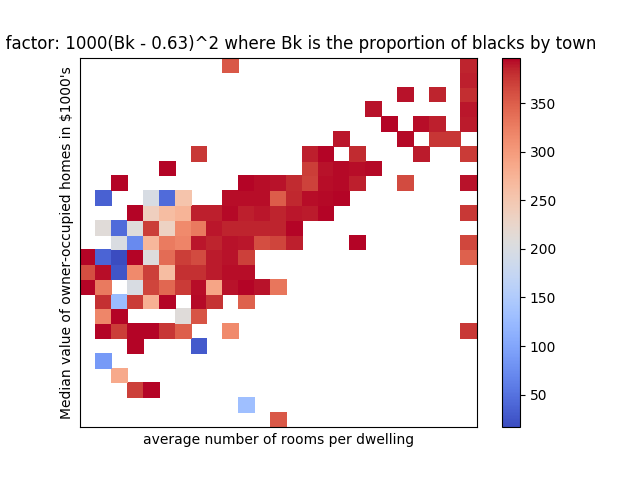 factor: 1000(Bk - 0.63)^2 where Bk is the proportion of blacks by town
Median value of owner-occupied homes in $1000's
average number of rooms per dwelling
350
300
250
200
150
100
50